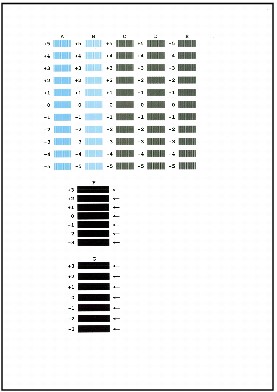 A B C D E
+5 +5 +5 +5 +5
+4 +4 +4 +4 +4
+3 +3 +3 +3 +3
+2 +2 +2 +2 +2
+1 +1 +1 +1 +1
0 0 0 0 0
-1 -1 -1 -1 -1
-2 -2 -2 -2 -2
-3 -3 -3 -3 -3
-4 -4 -4 -4 -4
-5 -5 -5 -5 -5
F
+3
+2
+1
0
-1
-2
-3
G
+3
+2
+1
0
-1
-2
-3